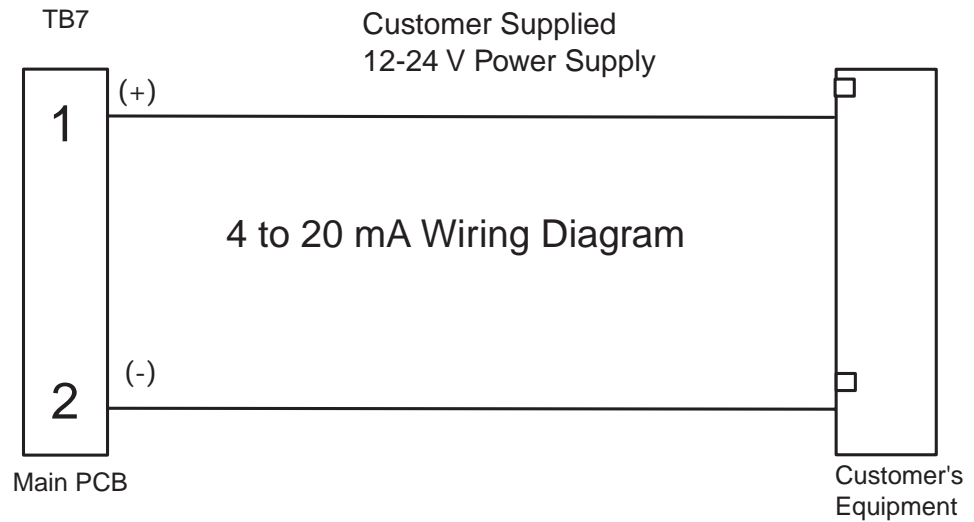 TB7
Customer Supplied
12-24 V Power Supply
(+)
1
4 to 20 mA Wiring Diagram
(-)
2
Main PCB
Customer's
Equipment